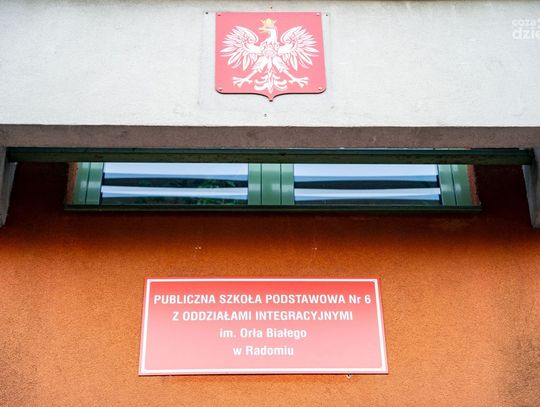 PUBLICZNA SZKOŁA PODSTAWOWA Nr 6
Z ODDZIAŁAMI INTEGRACYJNYMI
im. Orła Białego
w Radomiu